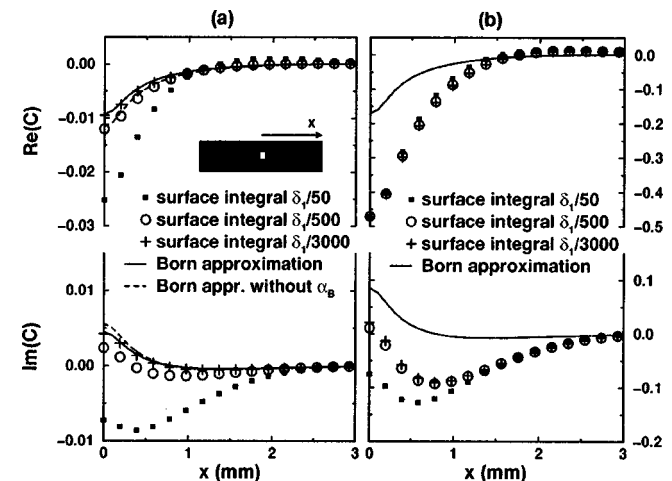 (a)
(b)
0.00
-0.01
-0.02
-0.03
Re(C)
x
surface integral δ₁/50
surface integral δ₁/500
surface integral δ₁/3000
Born approximation
Born appr. without α_B
0.01
0.00
-0.01
Im(C)
0 1 2 3
x (mm)
0.0
-0.1
-0.2
-0.3
-0.4
-0.5
surface integral δ₁/50
surface integral δ₁/500
surface integral δ₁/3000
Born approximation
0.1
0.0
-0.1
-0.2
0 1 2 3
x (mm)